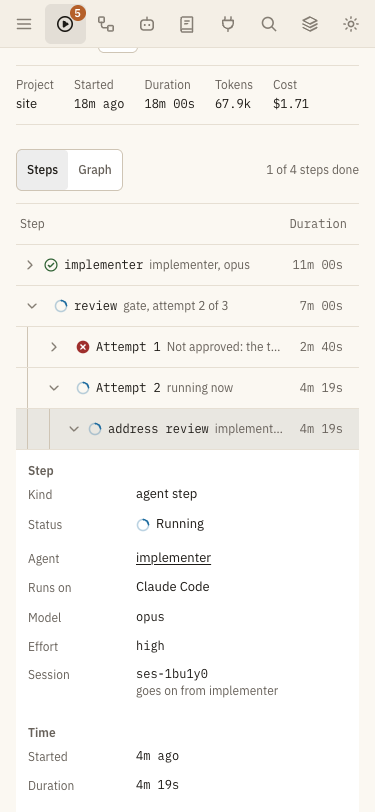 5
Project Started Duration Tokens Cost
site 18m ago 18m 00s 67.9k $1.71
Steps Graph 1 of 4 steps done
Step Duration
implementer implementer, opus 11m 00s
review gate, attempt 2 of 3 7m 00s
Attempt 1 Not approved: the t… 2m 40s
Attempt 2 running now 4m 19s
address review implement… 4m 19s
Step
Kind agent step
Status Running
Agent implementer
Runs on Claude Code
Model opus
Effort high
Session ses-1bu1y0
goes on from implementer
Time
Started 4m ago
Duration 4m 19s